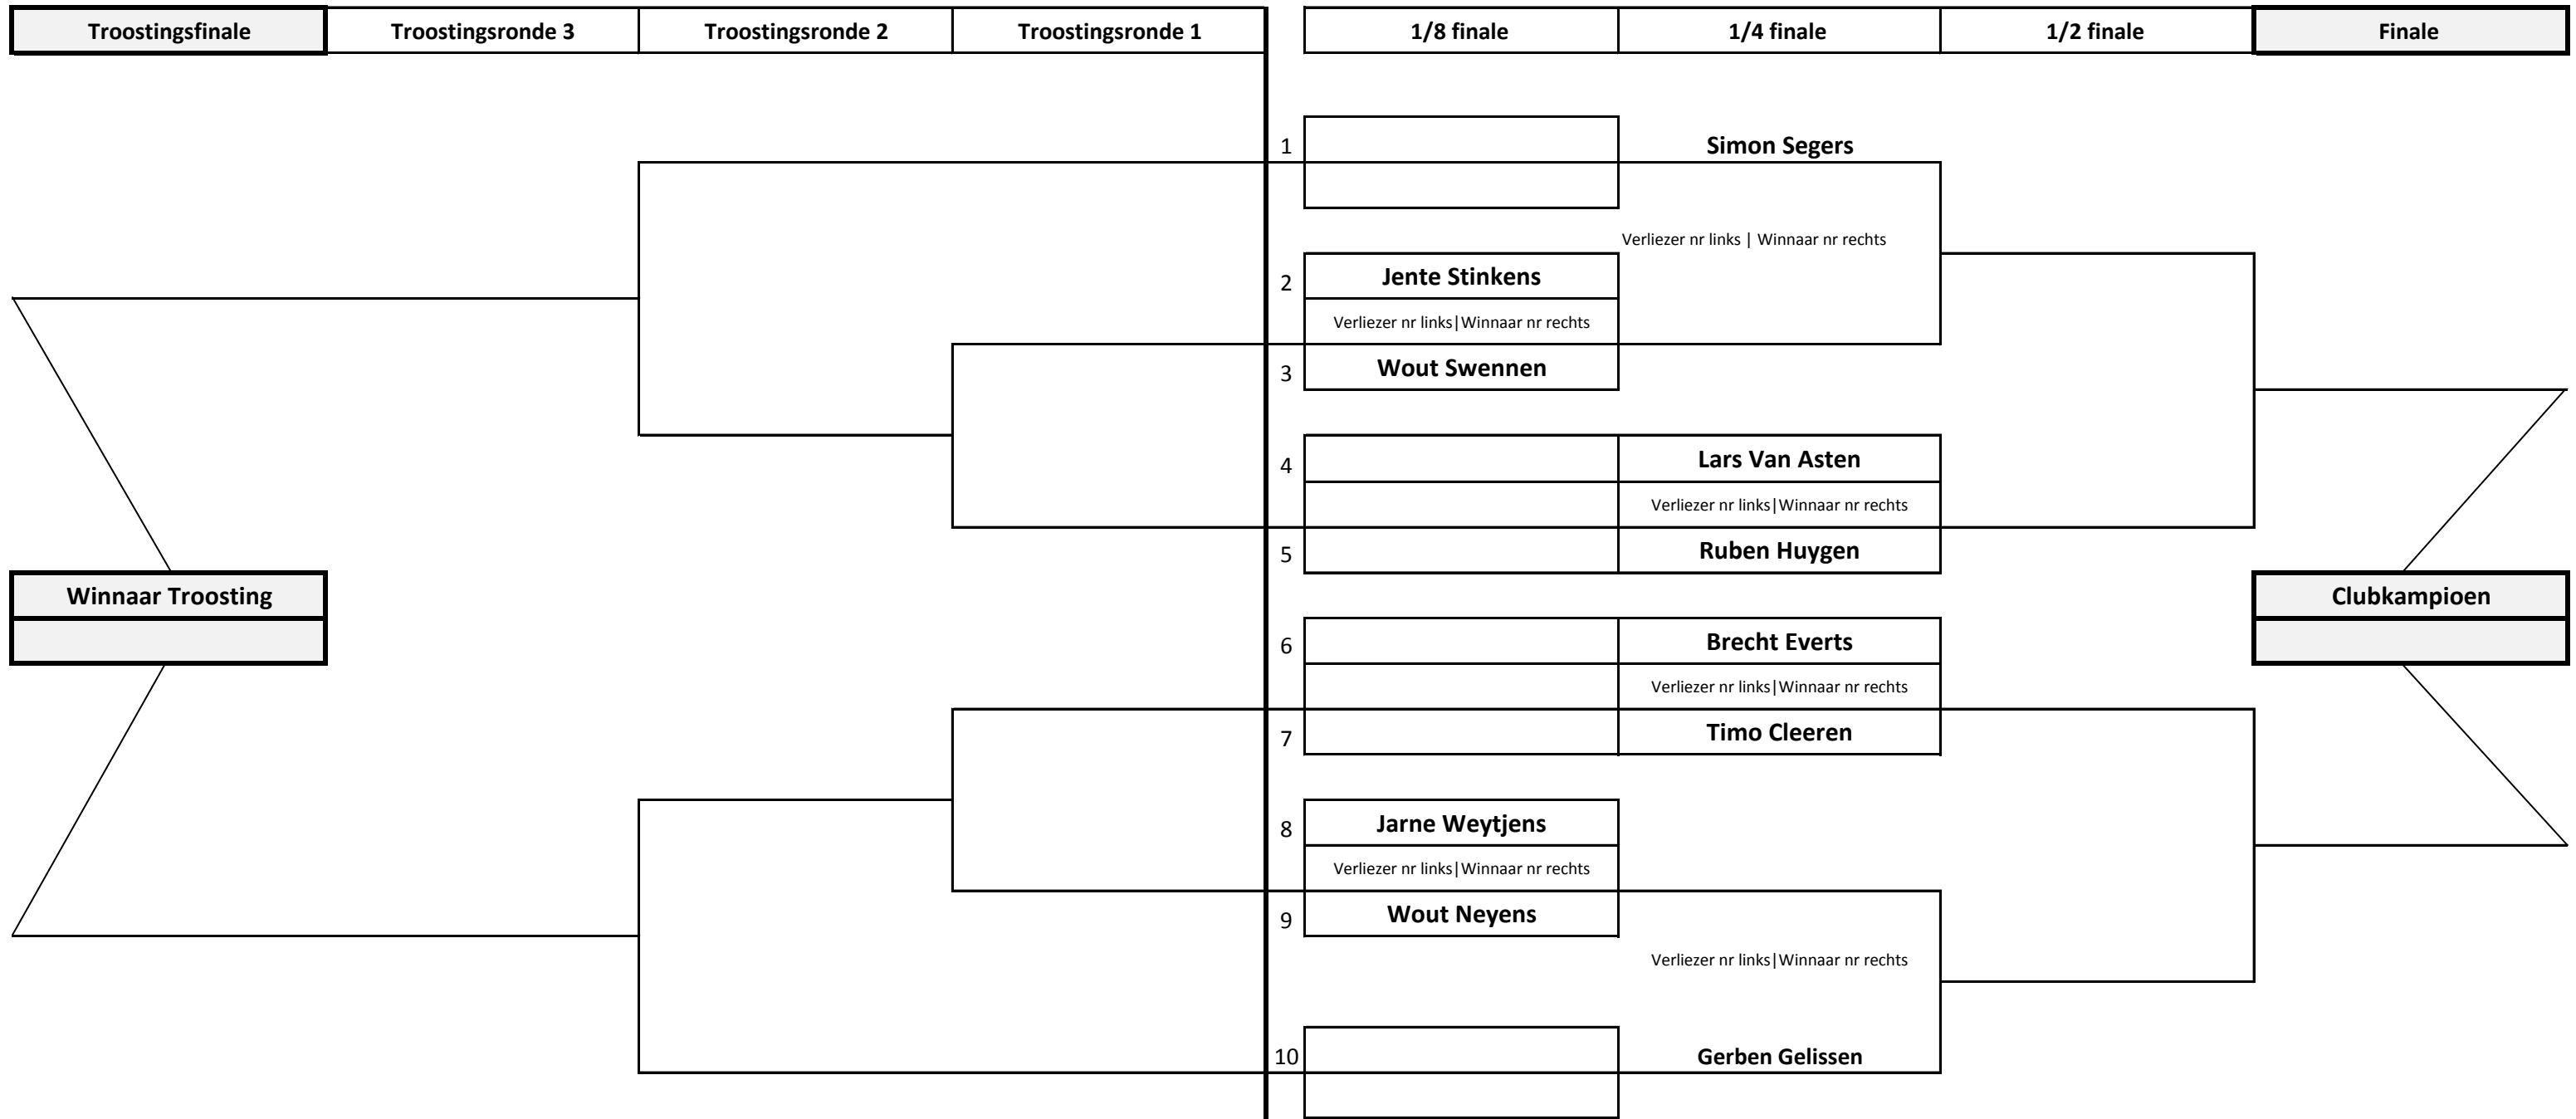 Troostingsfinale Troostingsronde 3 Troostingsronde 2 Troostingsronde 1 1/8 finale 1/4 finale 1/2 finale Finale
1 Simon Segers
Verliezer nr links | Winnaar nr rechts
2 Jente Stinkens
Verliezer nr links|Winnaar nr rechts
3 Wout Swennen
4 Lars Van Asten
Verliezer nr links|Winnaar nr rechts
5 Ruben Huygen
Winnaar Troosting Clubkampioen
6 Brecht Everts
Verliezer nr links|Winnaar nr rechts
7 Timo Cleeren
8 Jarne Weytjens
Verliezer nr links|Winnaar nr rechts
9 Wout Neyens
Verliezer nr links|Winnaar nr rechts
10 Gerben Gelissen